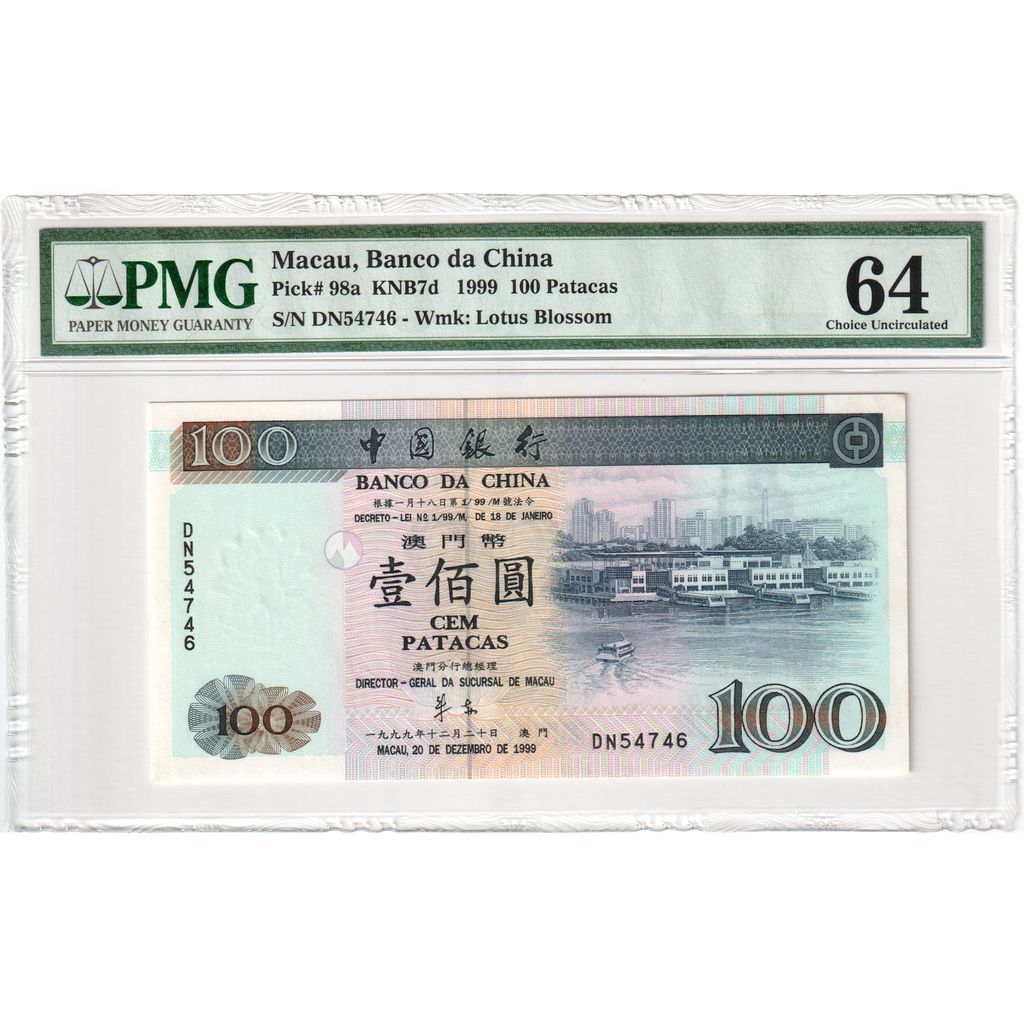 PMG
PAPER MONEY GUARANTY
Macau, Banco da China
Pick# 98a KNB7d 1999 100 Patacas
S/N DN54746 - Wmk: Lotus Blossom
64
Choice Uncirculated
100
中國銀行
BANCO DA CHINA
根據一月十八日第1/99/M號法令
DECRETO-LEI Nº 1/99/M, DE 18 DE JANEIRO
澳門幣
壹佰圓
CEM
PATACAS
澳門分行總經理
DIRECTOR-GERAL DA SUCURSAL DE MACAU
一九九九年十二月二十日 澳門
MACAU, 20 DE DEZEMBRO DE 1999
DN54746
100
DN54746
100